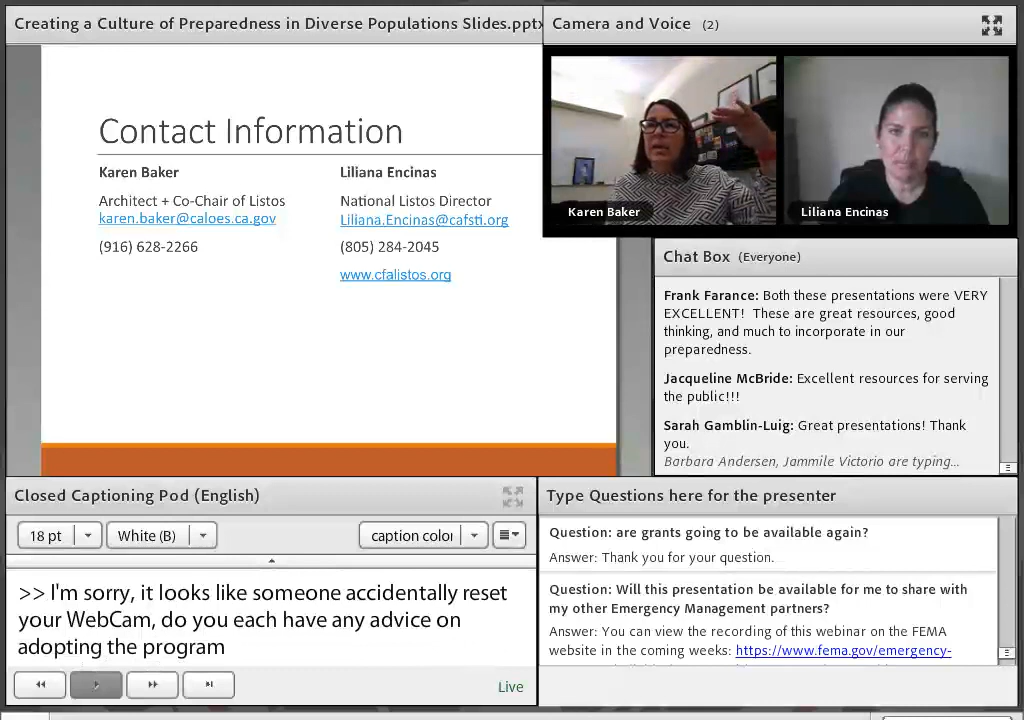 Creating a Culture of Preparedness in Diverse Populations Slides.pptx
Contact Information
Karen Baker
Architect + Co-Chair of Listos
karen.baker@caloes.ca.gov
(916) 628-2266
Liliana Encinas
National Listos Director
Liliana.Encinas@cafsti.org
(805) 284-2045
www.cfalistos.org
Camera and Voice (2)
Karen Baker
Liliana Encinas
Chat Box (Everyone)
Frank Farance: Both these presentations were VERY
EXCELLENT! These are great resources, good
thinking, and much to incorporate in our
preparedness.
Jacqueline McBride: Excellent resources for serving
the public!!!
Sarah Gamblin-Luig: Great presentations! Thank
you.
Barbara Andersen, Jammile Victorio are typing...
Closed Captioning Pod (English)
18 pt
White (B)
caption color
>> I'm sorry, it looks like someone accidentally reset
your WebCam, do you each have any advice on
adopting the program
Live
Type Questions here for the presenter
Question: are grants going to be available again?
Answer: Thank you for your question.
Question: Will this presentation be available for me to share with
my other Emergency Management partners?
Answer: You can view the recording of this webinar on the FEMA
website in the coming weeks: https://www.fema.gov/emergency-